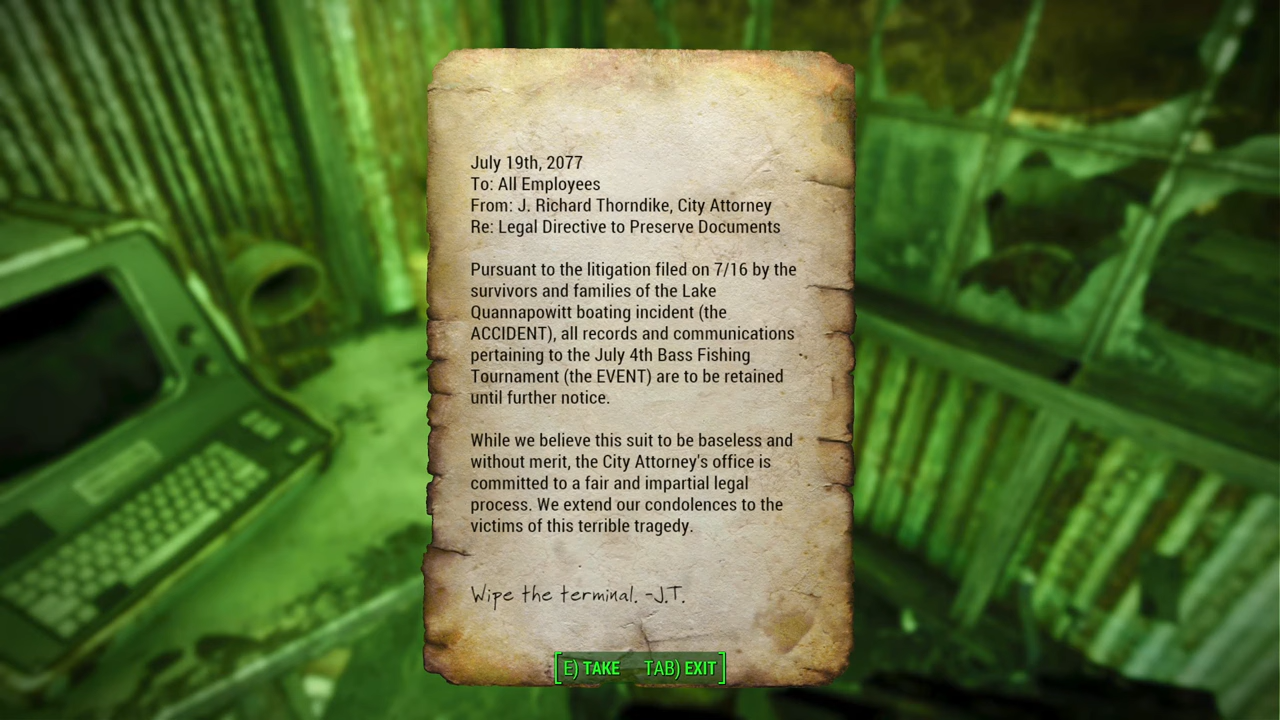 July 19th, 2077
To: All Employees
From: J. Richard Thorndike, City Attorney
Re: Legal Directive to Preserve Documents
Pursuant to the litigation filed on 7/16 by the
survivors and families of the Lake
Quannapowitt boating incident (the
ACCIDENT), all records and communications
pertaining to the July 4th Bass Fishing
Tournament (the EVENT) are to be retained
until further notice.
While we believe this suit to be baseless and
without merit, the City Attorney's office is
committed to a fair and impartial legal
process. We extend our condolences to the
victims of this terrible tragedy.
Wipe the terminal. -J.T.
E) TAKE TAB) EXIT